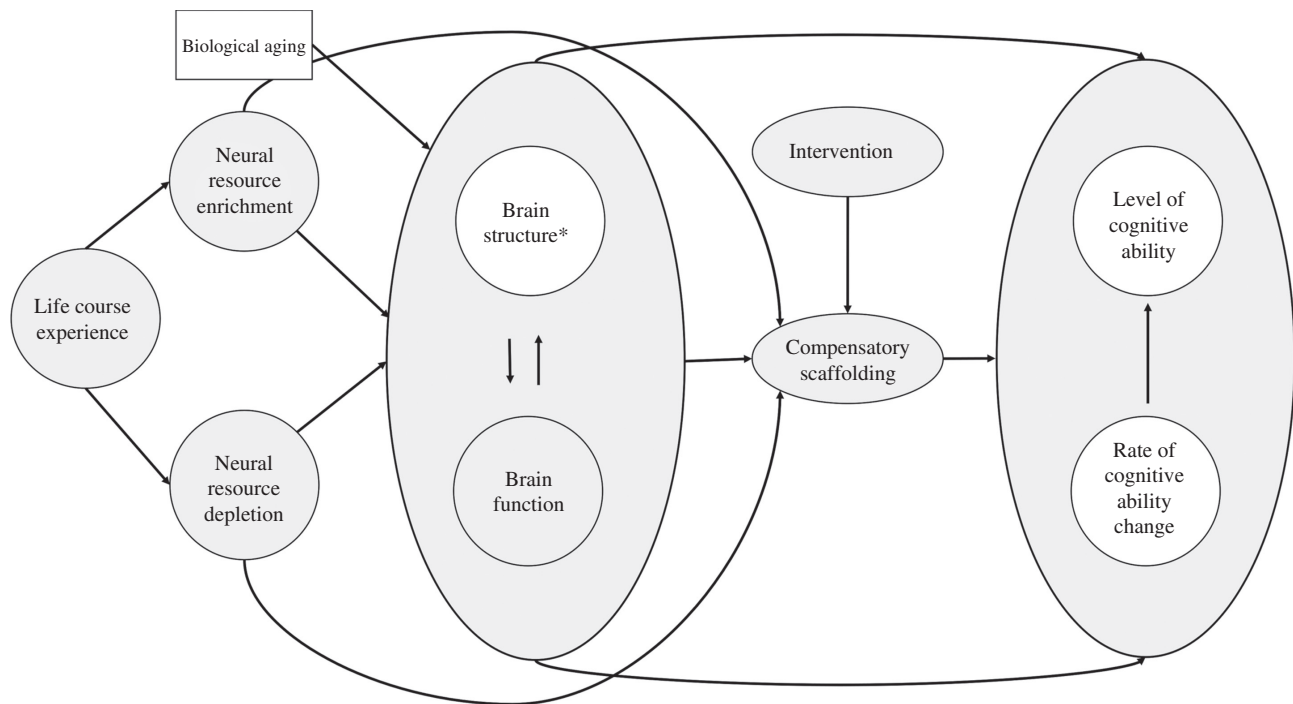 Biological aging
Neural
resource
enrichment
Life course
experience
Neural
resource
depletion
Brain
structure*
Brain
function
Intervention
Compensatory
scaffolding
Level of
cognitive
ability
Rate of
cognitive
ability
change